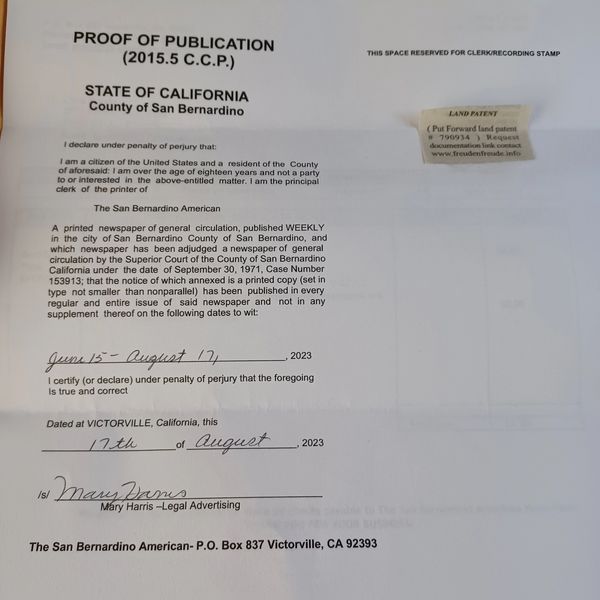 PROOF OF PUBLICATION
(2015.5 C.C.P.)
THIS SPACE RESERVED FOR CLERK/RECORDING STAMP
STATE OF CALIFORNIA
County of San Bernardino
LAND PATENT
( Put Forward land patent
# 790934 ) Request
documentation link contact
www.freudenfreude.info
I declare under penalty of perjury that:
I am a citizen of the United States and a resident of the County
of aforesaid: I am over the age of eighteen years and not a party
to or interested in the above-entitled matter. I am the principal
clerk of the printer of
The San Bernardino American
A printed newspaper of general circulation, published WEEKLY
in the city of San Bernardino County of San Bernardino, and
which newspaper has been adjudged a newspaper of general
circulation by the Superior Court of the County of San Bernardino
California under the date of September 30, 1971, Case Number
153913; that the notice of which annexed is a printed copy (set in
type not smaller than nonparallel) has been published in every
regular and entire issue of said newspaper and not in any
supplement thereof on the following dates to wit:
June 15 - August 17, , 2023
I certify (or declare) under penalty of perjury that the foregoing
Is true and correct
Dated at VICTORVILLE, California, this
17th of August , 2023
/s/ Mary Harris
Mary Harris –Legal Advertising
The San Bernardino American- P.O. Box 837 Victorville, CA 92393